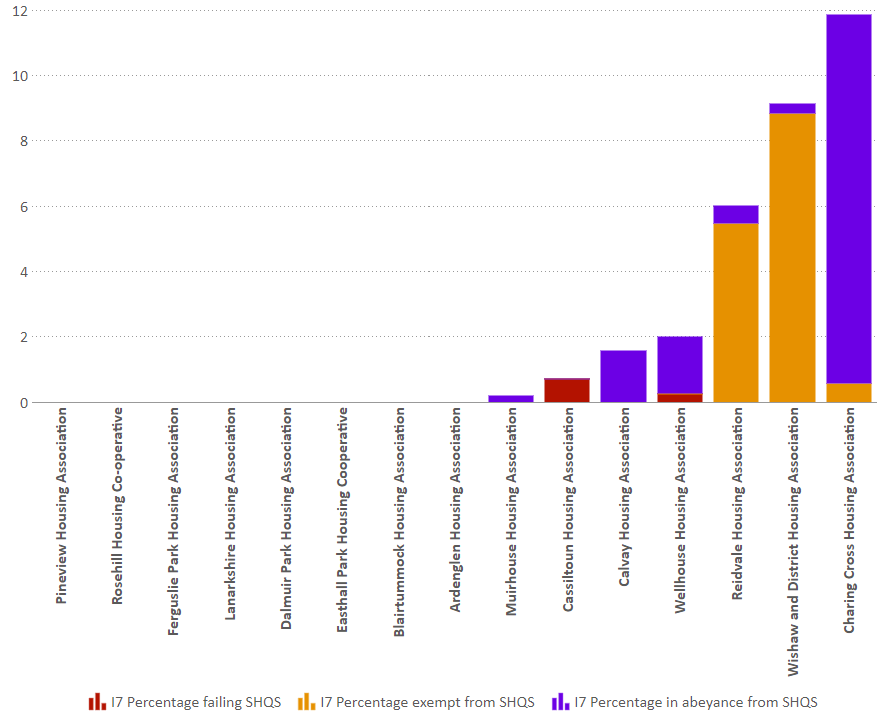 12
10
8
6
4
2
0
Pineview Housing Association
Rosehill Housing Co-operative
Ferguslie Park Housing Association
Lanarkshire Housing Association
Dalmuir Park Housing Association
Easthall Park Housing Cooperative
Blairtummock Housing Association
Ardenglen Housing Association
Muirhouse Housing Association
Cassiltoun Housing Association
Calvay Housing Association
Wellhouse Housing Association
Reidvale Housing Association
Wishaw and District Housing Association
Charing Cross Housing Association
I7 Percentage failing SHQS I7 Percentage exempt from SHQS I7 Percentage in abeyance from SHQS